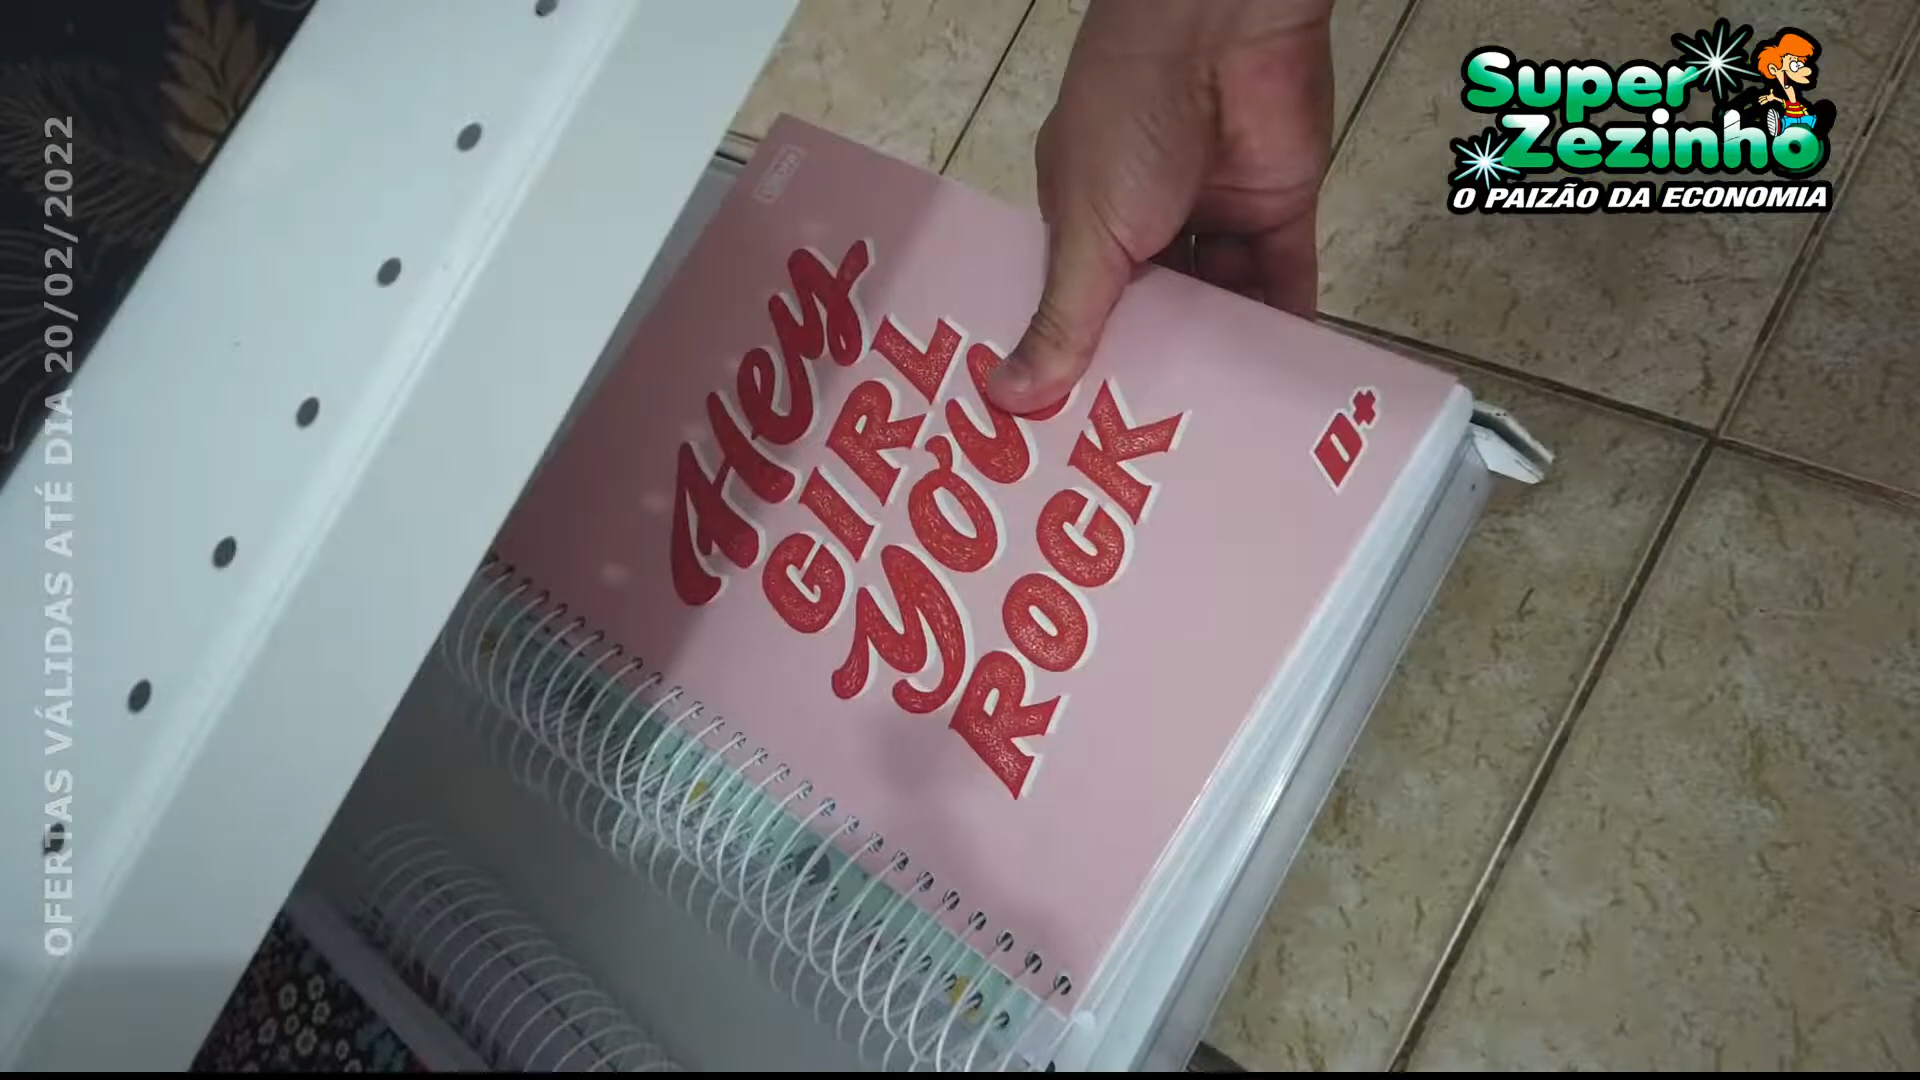 Super
Zezinho
O PAIZÃO DA ECONOMIA
OFERTAS VÁLIDAS ATÉ DIA 20/02/2022
Hey
GIRL
You
ROCK
D+